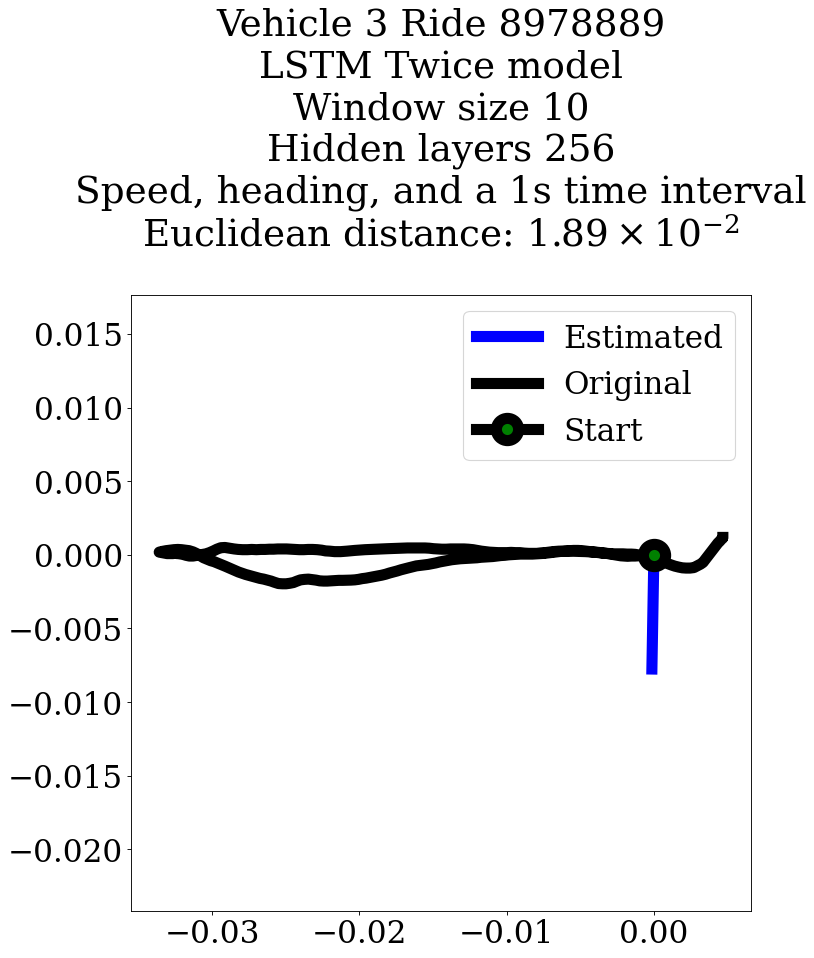 Vehicle 3 Ride 8978889
LSTM Twice model
Window size 10
Hidden layers 256
Speed, heading, and a 1s time interval
Euclidean distance: 1.89 × 10⁻²
Estimated
Original
Start
0.015
0.010
0.005
0.000
−0.005
−0.010
−0.015
−0.020
−0.03
−0.02
−0.01
0.00